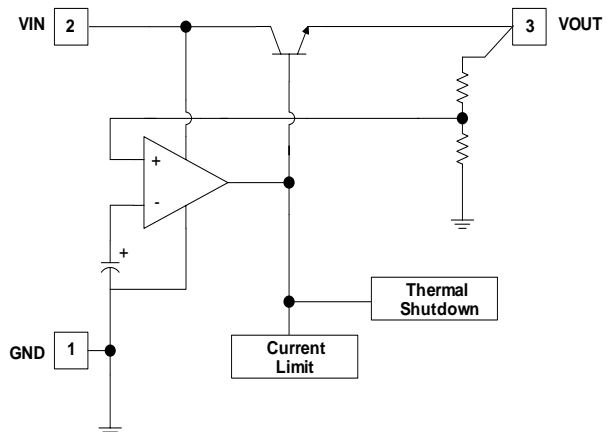 VIN 2
3 VOUT
+
-
+
Thermal
Shutdown
Current
Limit
GND 1